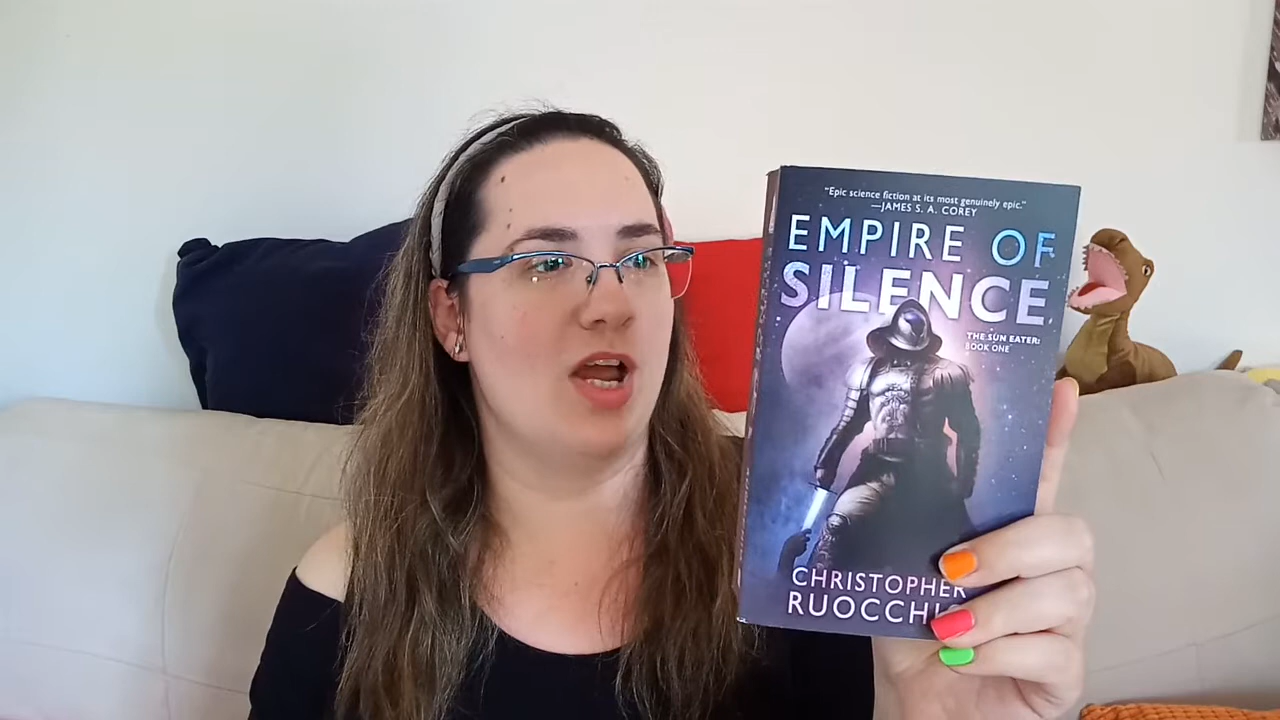 "Epic science fiction at its most genuinely epic."
—JAMES S. A. COREY
EMPIRE OF
SILENCE
THE SUN EATER:
BOOK ONE
CHRISTOPHER
RUOCCHI